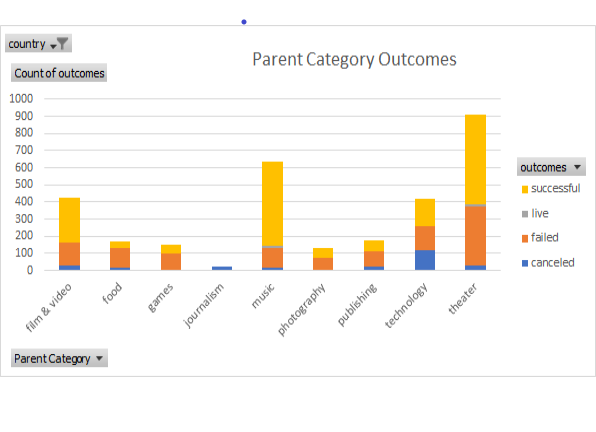 country
Parent Category Outcomes
Count of outcomes
1000
900
800
700
600
500
400
300
200
100
0
film & video
food
games
journalism
music
photography
publishing
technology
theater
outcomes
successful
live
failed
canceled
Parent Category